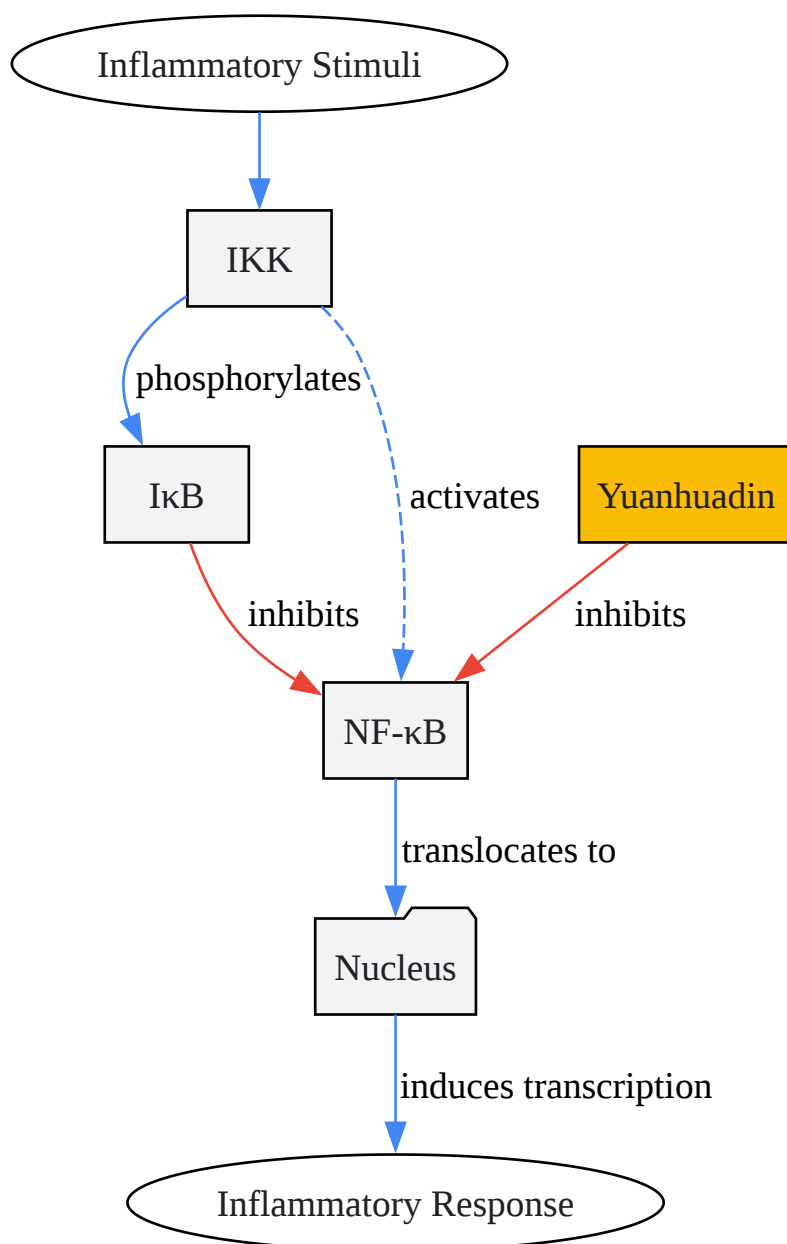 Inflammatory Stimuli
IKK
phosphorylates
IκB
activates
Yuanhuadin
inhibits
inhibits
NF-κB
translocates to
Nucleus
induces transcription
Inflammatory Response